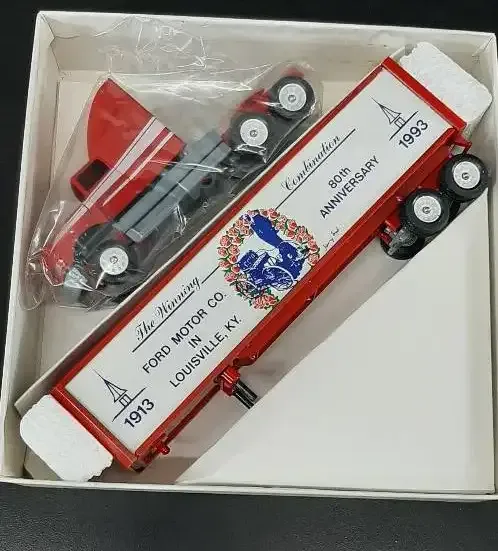 The Winning Combination
FORD MOTOR CO.
IN
LOUISVILLE, KY.
80th
ANNIVERSARY
1913
1993